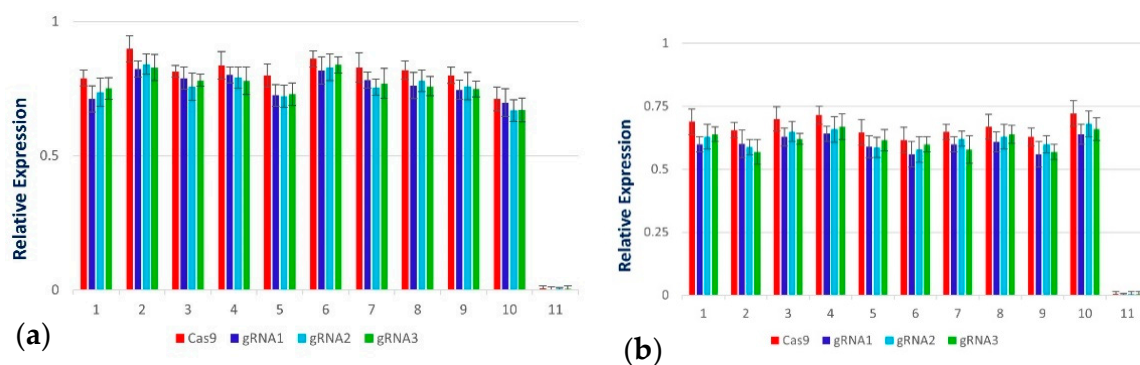 1
0.5
0
Relative Expression
1 2 3 4 5 6 7 8 9 10 11
Cas9 gRNA1 gRNA2 gRNA3
(a)
1
0.75
0.5
0.25
0
Relative Expression
1 2 3 4 5 6 7 8 9 10 11
Cas9 gRNA1 gRNA2 gRNA3
(b)